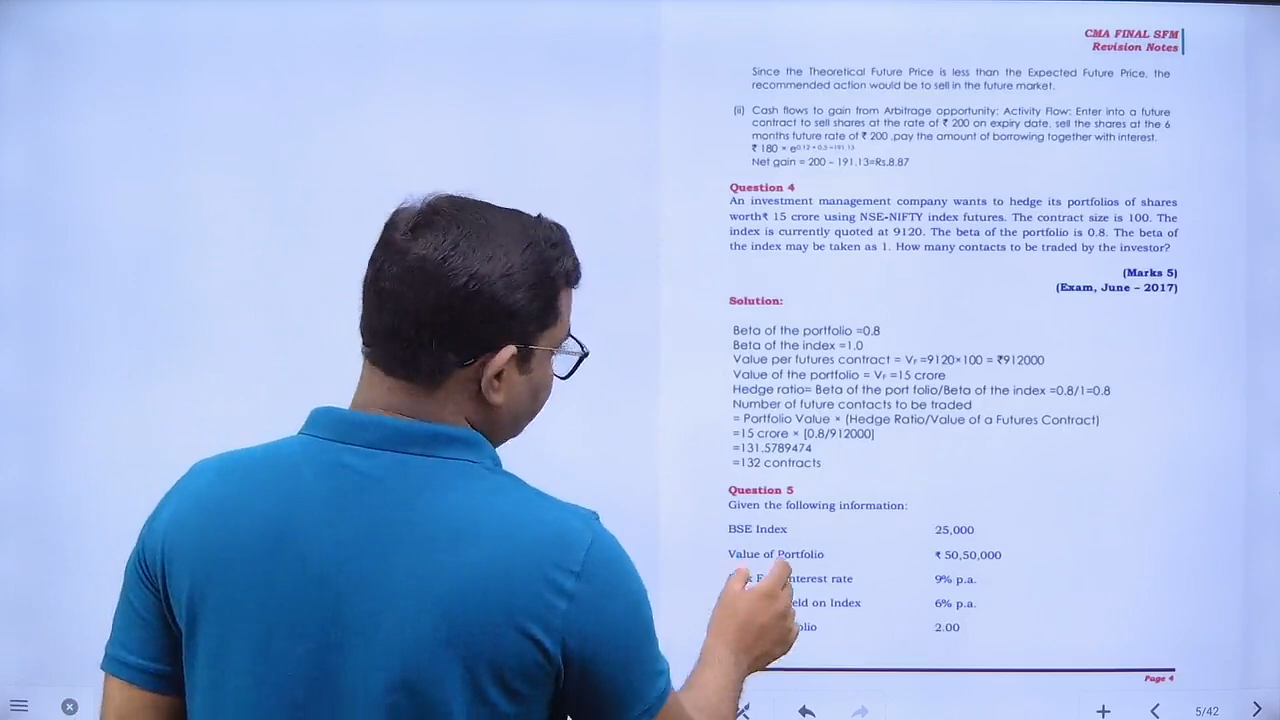 CMA FINAL SFM
Revision Notes
Since the Theoretical Future Price is less than the Expected Future Price, the
recommended action would be to sell in the future market.
(ii) Cash flows to gain from Arbitrage opportunity: Activity Flow: Enter into a future
contract to sell shares at the rate of ₹ 200 on expiry date, sell the shares at the 6
months future rate of ₹ 200 ,pay the amount of borrowing together with interest.
₹ 180 × e0.12 × 0.5 =191.13
Net gain = 200 – 191.13=Rs.8.87
Question 4
An investment management company wants to hedge its portfolios of shares
worth₹ 15 crore using NSE-NIFTY index futures. The contract size is 100. The
index is currently quoted at 9120. The beta of the portfolio is 0.8. The beta of
the index may be taken as 1. How many contacts to be traded by the investor?
(Marks 5)
(Exam, June – 2017)
Solution:
Beta of the portfolio =0.8
Beta of the index =1.0
Value per futures contract = VF =9120×100 = ₹912000
Value of the portfolio = VF =15 crore
Hedge ratio= Beta of the port folio/Beta of the index =0.8/1=0.8
Number of future contacts to be traded
= Portfolio Value × (Hedge Ratio/Value of a Futures Contract)
=15 crore × [0.8/912000]
=131.5789474
=132 contracts
Question 5
Given the following information:
BSE Index 25,000
Value of Portfolio ₹ 50,50,000
interest rate 9% p.a.
on Index 6% p.a.
2.00
Page 4
5/42